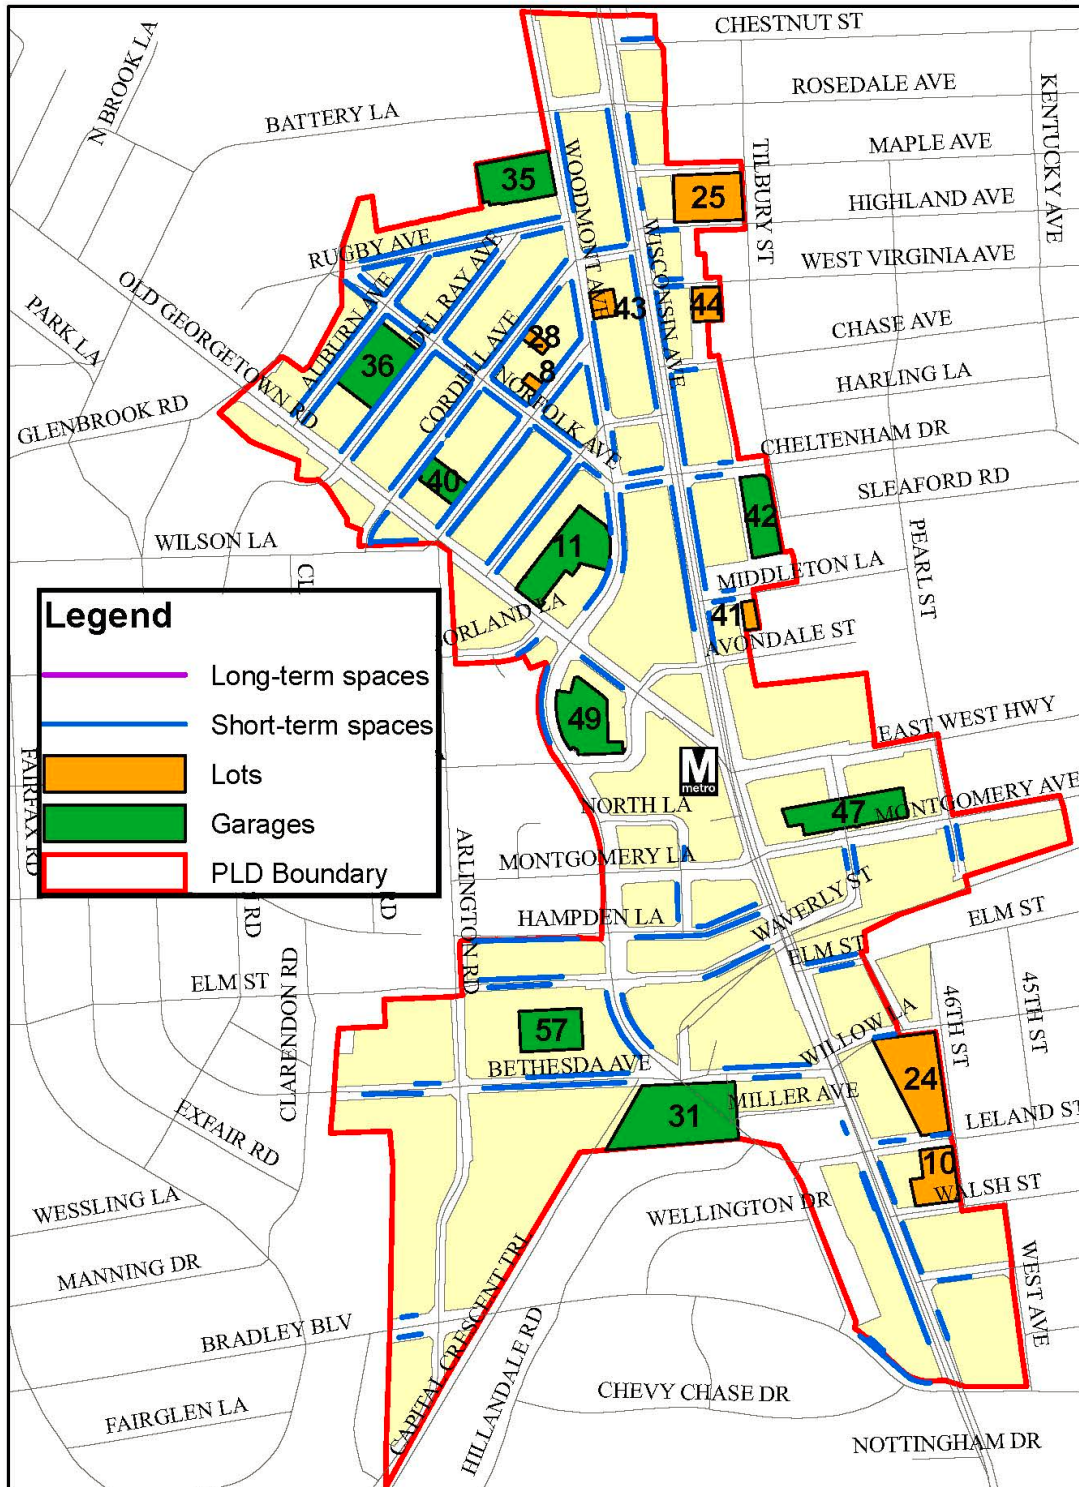 CHESTNUT ST
N BROOK LA
ROSEDALE AVE
KENTUCKY AVE
BATTERY LA
MAPLE AVE
WOODMONT AVE
TILBURY ST
35
25
HIGHLAND AVE
RUGBY AVE
WISCONSIN AVE
WEST VIRGINIA AVE
OLD GEORGETOWN RD
DEL RAY AVE
AUBURN AVE
43
44
PARK LA
CHASE AVE
28
36
CORDELL AVE
8
HARLING LA
NORFOLK AVE
GLENBROOK RD
CHELTENHAM DR
40
SLEAFORD RD
42
WILSON LA
11
PEARL ST
MIDDLETON LA
CL
Legend
41
ORLAND LA
AVONDALE ST
Long-term spaces
Short-term spaces
49
EAST WEST HWY
Lots
M
metro
FAIRFAX RD
NORTH LA
47
MONTGOMERY AVE
Garages
ARLINGTON RD
MONTGOMERY LA
PLD Boundary
RD
RD
HAMPDEN LA
WAVERLY ST
ELM ST
ELM ST
ELM ST
CLARENDON RD
46TH ST
45TH ST
57
WILLOW LA
BETHESDA AVE
24
EXFAIR RD
31
MILLER AVE
LELAND ST
10
WESSLING LA
WALSH ST
WELLINGTON DR
MANNING DR
WEST AVE
CAPITAL CRESCENT TRL
BRADLEY BLV
HILLANDALE RD
CHEVY CHASE DR
FAIRGLEN LA
NOTTINGHAM DR